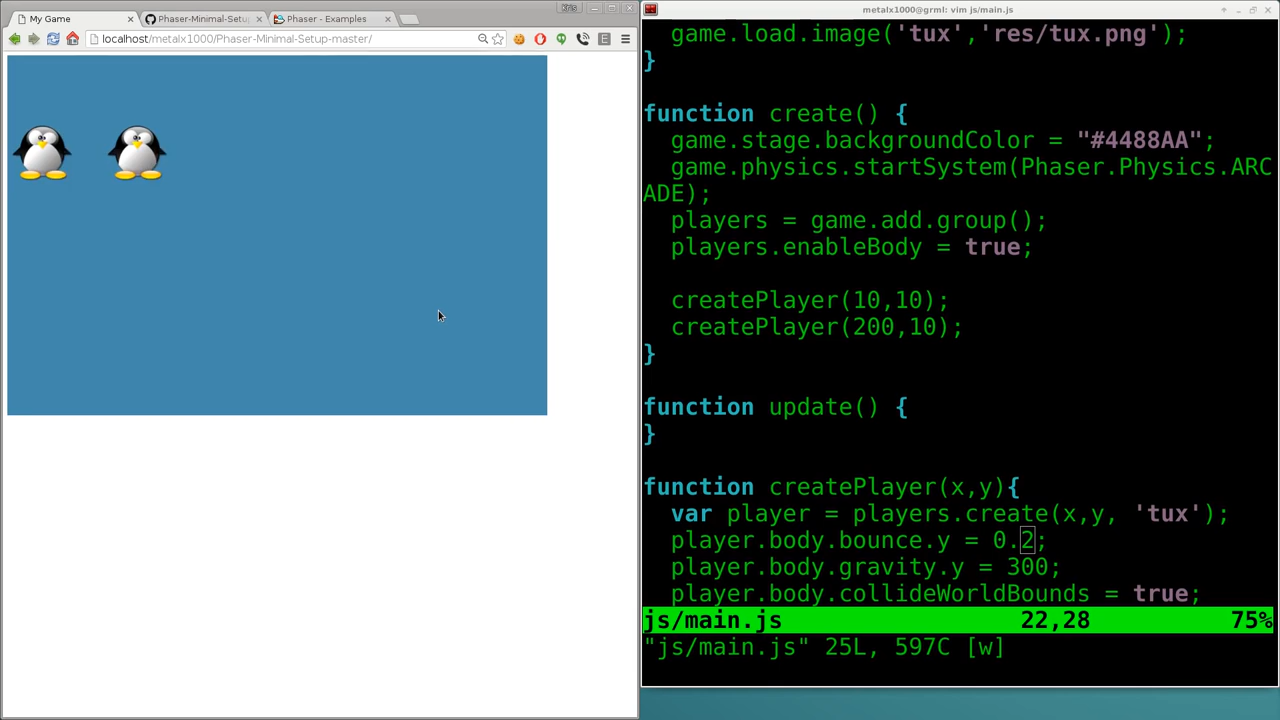 My Game
Phaser-Minimal-Setu
Phaser - Examples
Kris
localhost/metalx1000/Phaser-Minimal-Setup-master/
metalx1000@grml: vim js/main.js
game.load.image('tux','res/tux.png');
}
function create() {
game.stage.backgroundColor = "#4488AA";
game.physics.startSystem(Phaser.Physics.ARC
ADE);
players = game.add.group();
players.enableBody = true;
createPlayer(10,10);
createPlayer(200,10);
}
function update() {
}
function createPlayer(x,y){
var player = players.create(x,y, 'tux');
player.body.bounce.y = 0.2;
player.body.gravity.y = 300;
player.body.collideWorldBounds = true;
js/main.js 22,28 75%
"js/main.js" 25L, 597C [w]